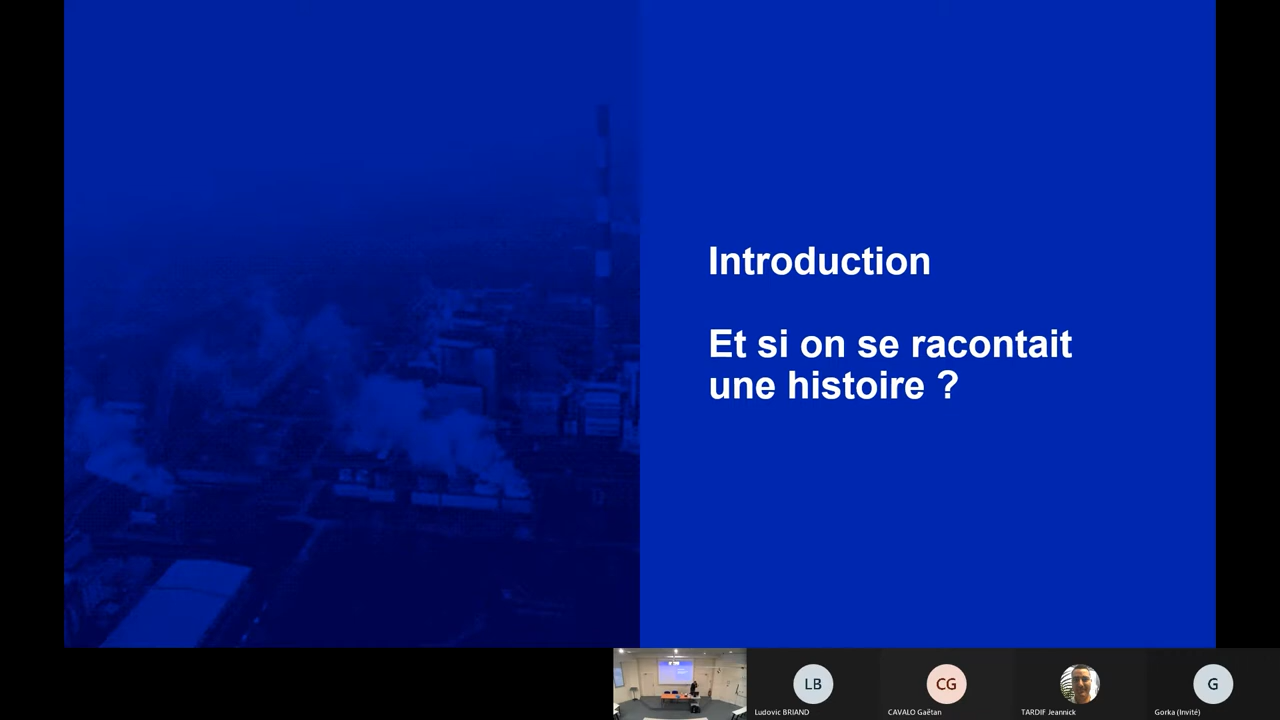 Introduction
Et si on se racontait
une histoire ?
LB
CG
G
Ludovic BRIAND
CAVALO Gaëtan
TARDIF Jeannick
Gorka (Invité)